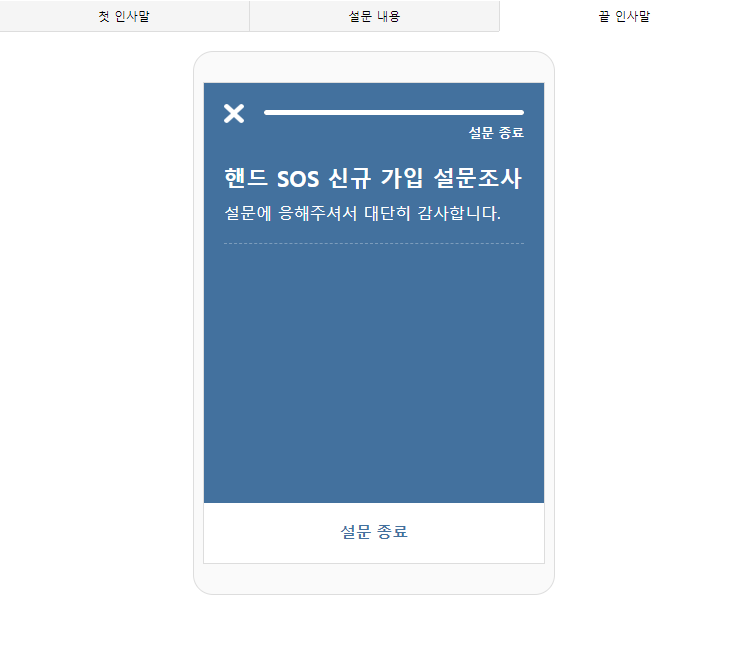 첫 인사말
설문 내용
끝 인사말
설문 종료
핸드 SOS 신규 가입 설문조사
설문에 응해주셔서 대단히 감사합니다.
설문 종료